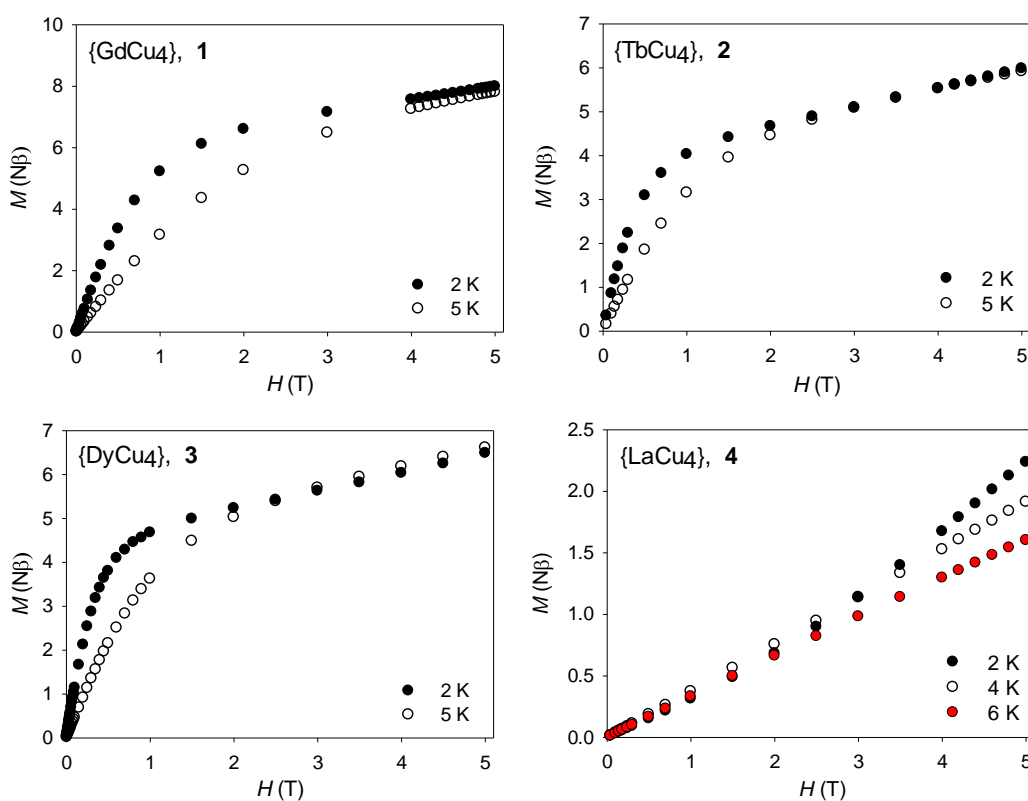 {GdCu4}, 1
10
8
6
4
2
0
M (Nβ)
2 K
5 K
0 1 2 3 4 5
H (T)
{TbCu4}, 2
7
6
5
4
3
2
1
0
M (Nβ)
2 K
5 K
0 1 2 3 4 5
H (T)
{DyCu4}, 3
7
6
5
4
3
2
1
0
M (Nβ)
2 K
5 K
0 1 2 3 4 5
H (T)
{LaCu4}, 4
2.5
2.0
1.5
1.0
0.5
0.0
M (Nβ)
2 K
4 K
6 K
0 1 2 3 4 5
H (T)